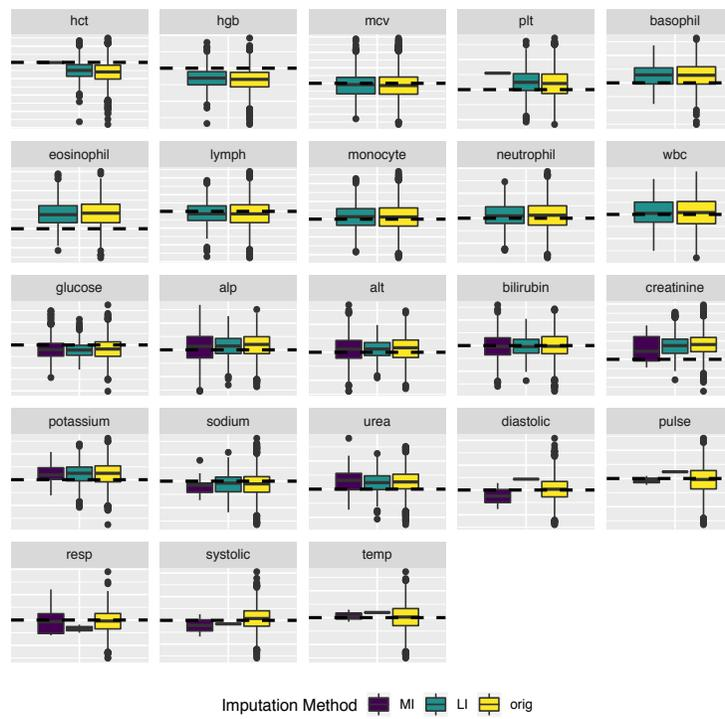 hct hgb mcv plt basophil
eosinophil lymph monocyte neutrophil wbc
glucose alp alt bilirubin creatinine
potassium sodium urea diastolic pulse
resp systolic temp
Imputation Method MI LI orig